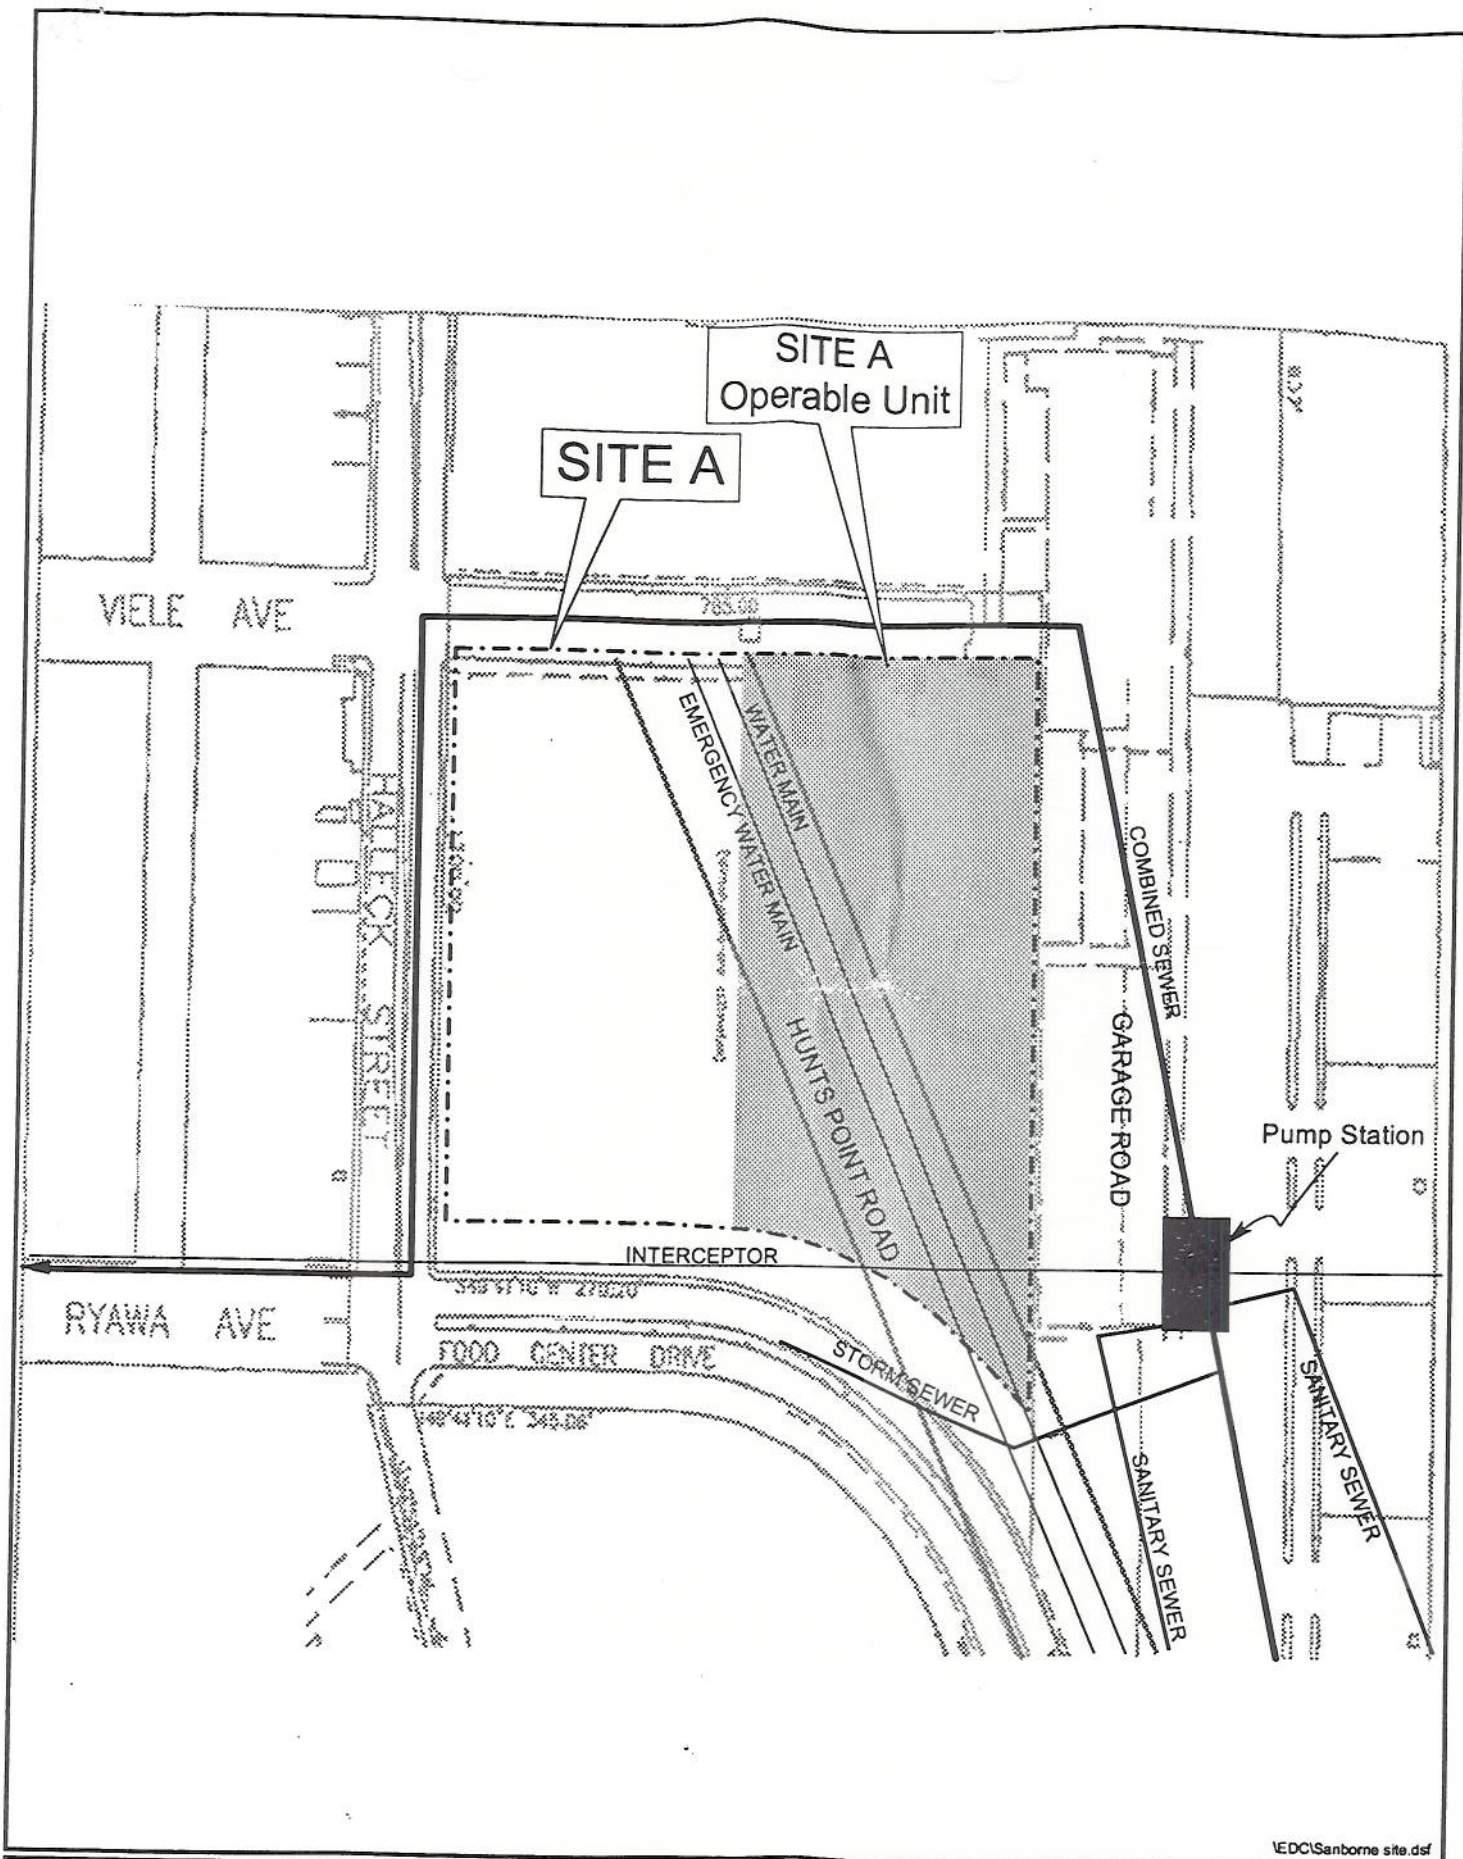 SITE A
Operable Unit
SITE A
VIELE AVE
765.00
EMERGENCY WATER MAIN
WATER MAIN
HALLECK STREET
COMBINED SEWER
GARAGE ROAD
HUNTS POINT ROAD
Pump Station
INTERCEPTOR
RYAWA AVE
FOOD CENTER DRIVE
STORM SEWER
SANITARY SEWER
SANITARY SEWER
\EDC\Sanborne site.dsf